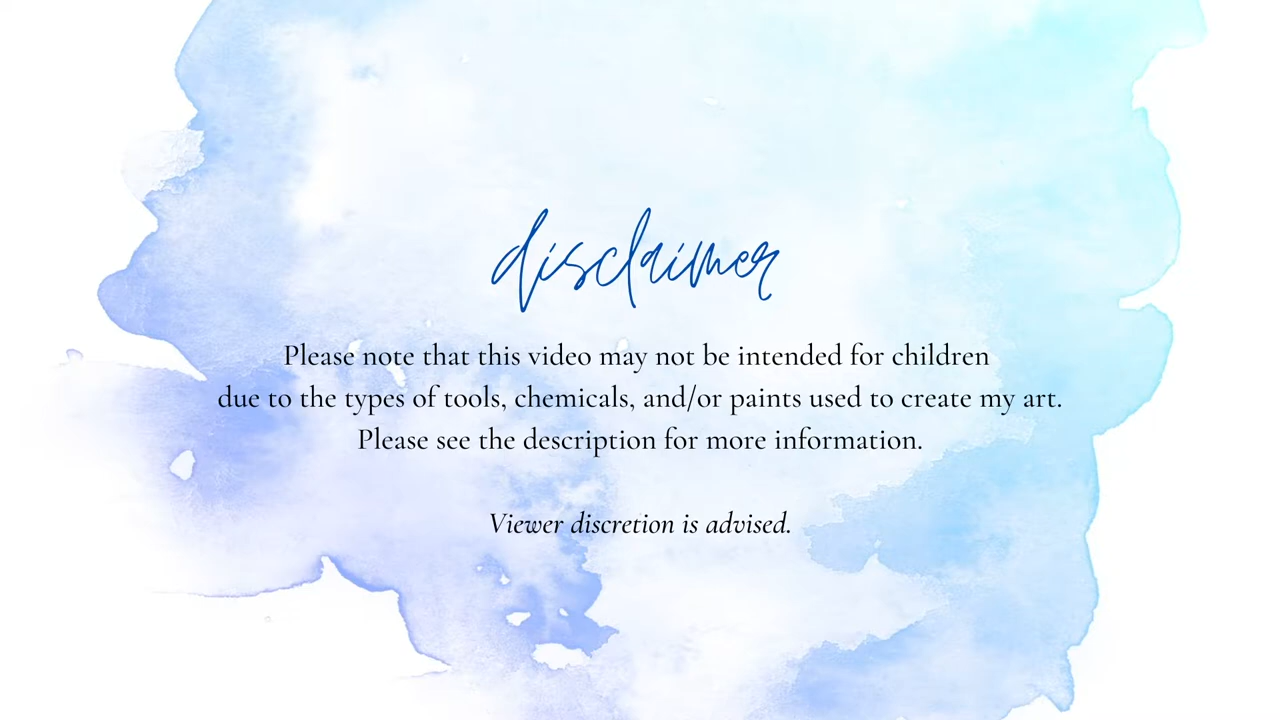 disclaimer
Please note that this video may not be intended for children
due to the types of tools, chemicals, and/or paints used to create my art.
Please see the description for more information.
Viewer discretion is advised.